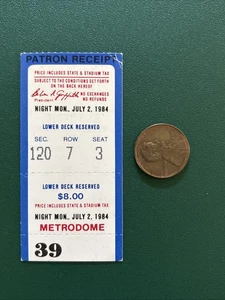 PATRON RECEIPT
PRICE INCLUDES STATE & STADIUM TAX
SUBJECT TO CONDITIONS SET FORTH
ON THE BACK HEREOF
President
NO EXCHANGES
NO REFUNDS
NIGHT MON, JULY 2, 1984
LOWER DECK RESERVED
SEC. ROW SEAT
120 7 3
LOWER DECK RESERVED
$8.00
PRICE INCLUDES STATE & STADIUM TAX
NIGHT MON, JULY 2, 1984
METRODOME
39